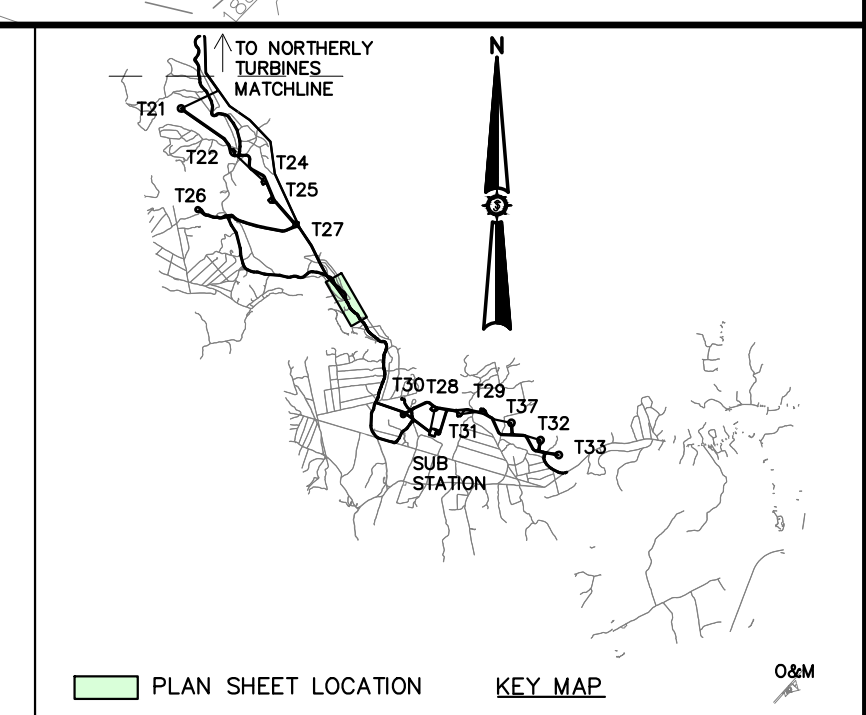 TO NORTHERLY
TURBINES
MATCHLINE
N
T21
T22
T24
T25
T26
T27
T30
T28
T29
T37
T31
T32
T33
SUB
STATION
O&M
PLAN SHEET LOCATION
KEY MAP